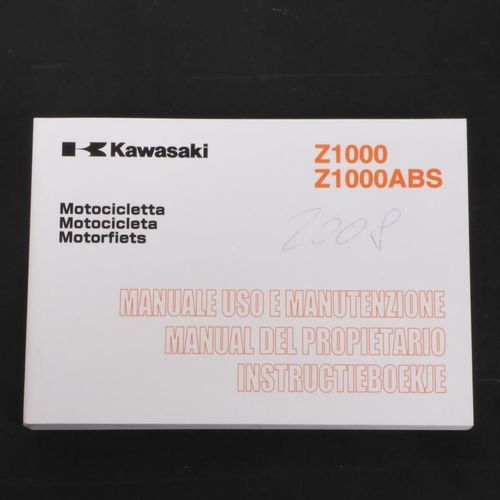 Kawasaki
Z1000
Z1000ABS
Motocicletta
Motocicleta
Motorfiets
2008
MANUALE USO E MANUTENZIONE
MANUAL DEL PROPIETARIO
INSTRUCTIEBOEKJE